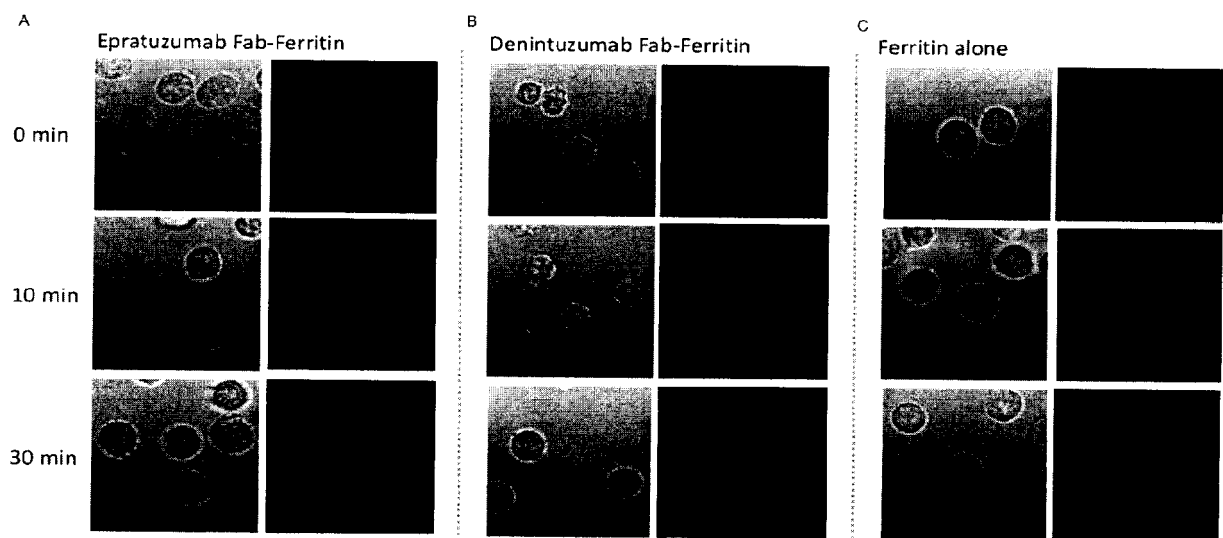 A
B
C
Epratuzumab Fab-Ferritin
Denintuzumab Fab-Ferritin
Ferritin alone
0 min
10 min
30 min